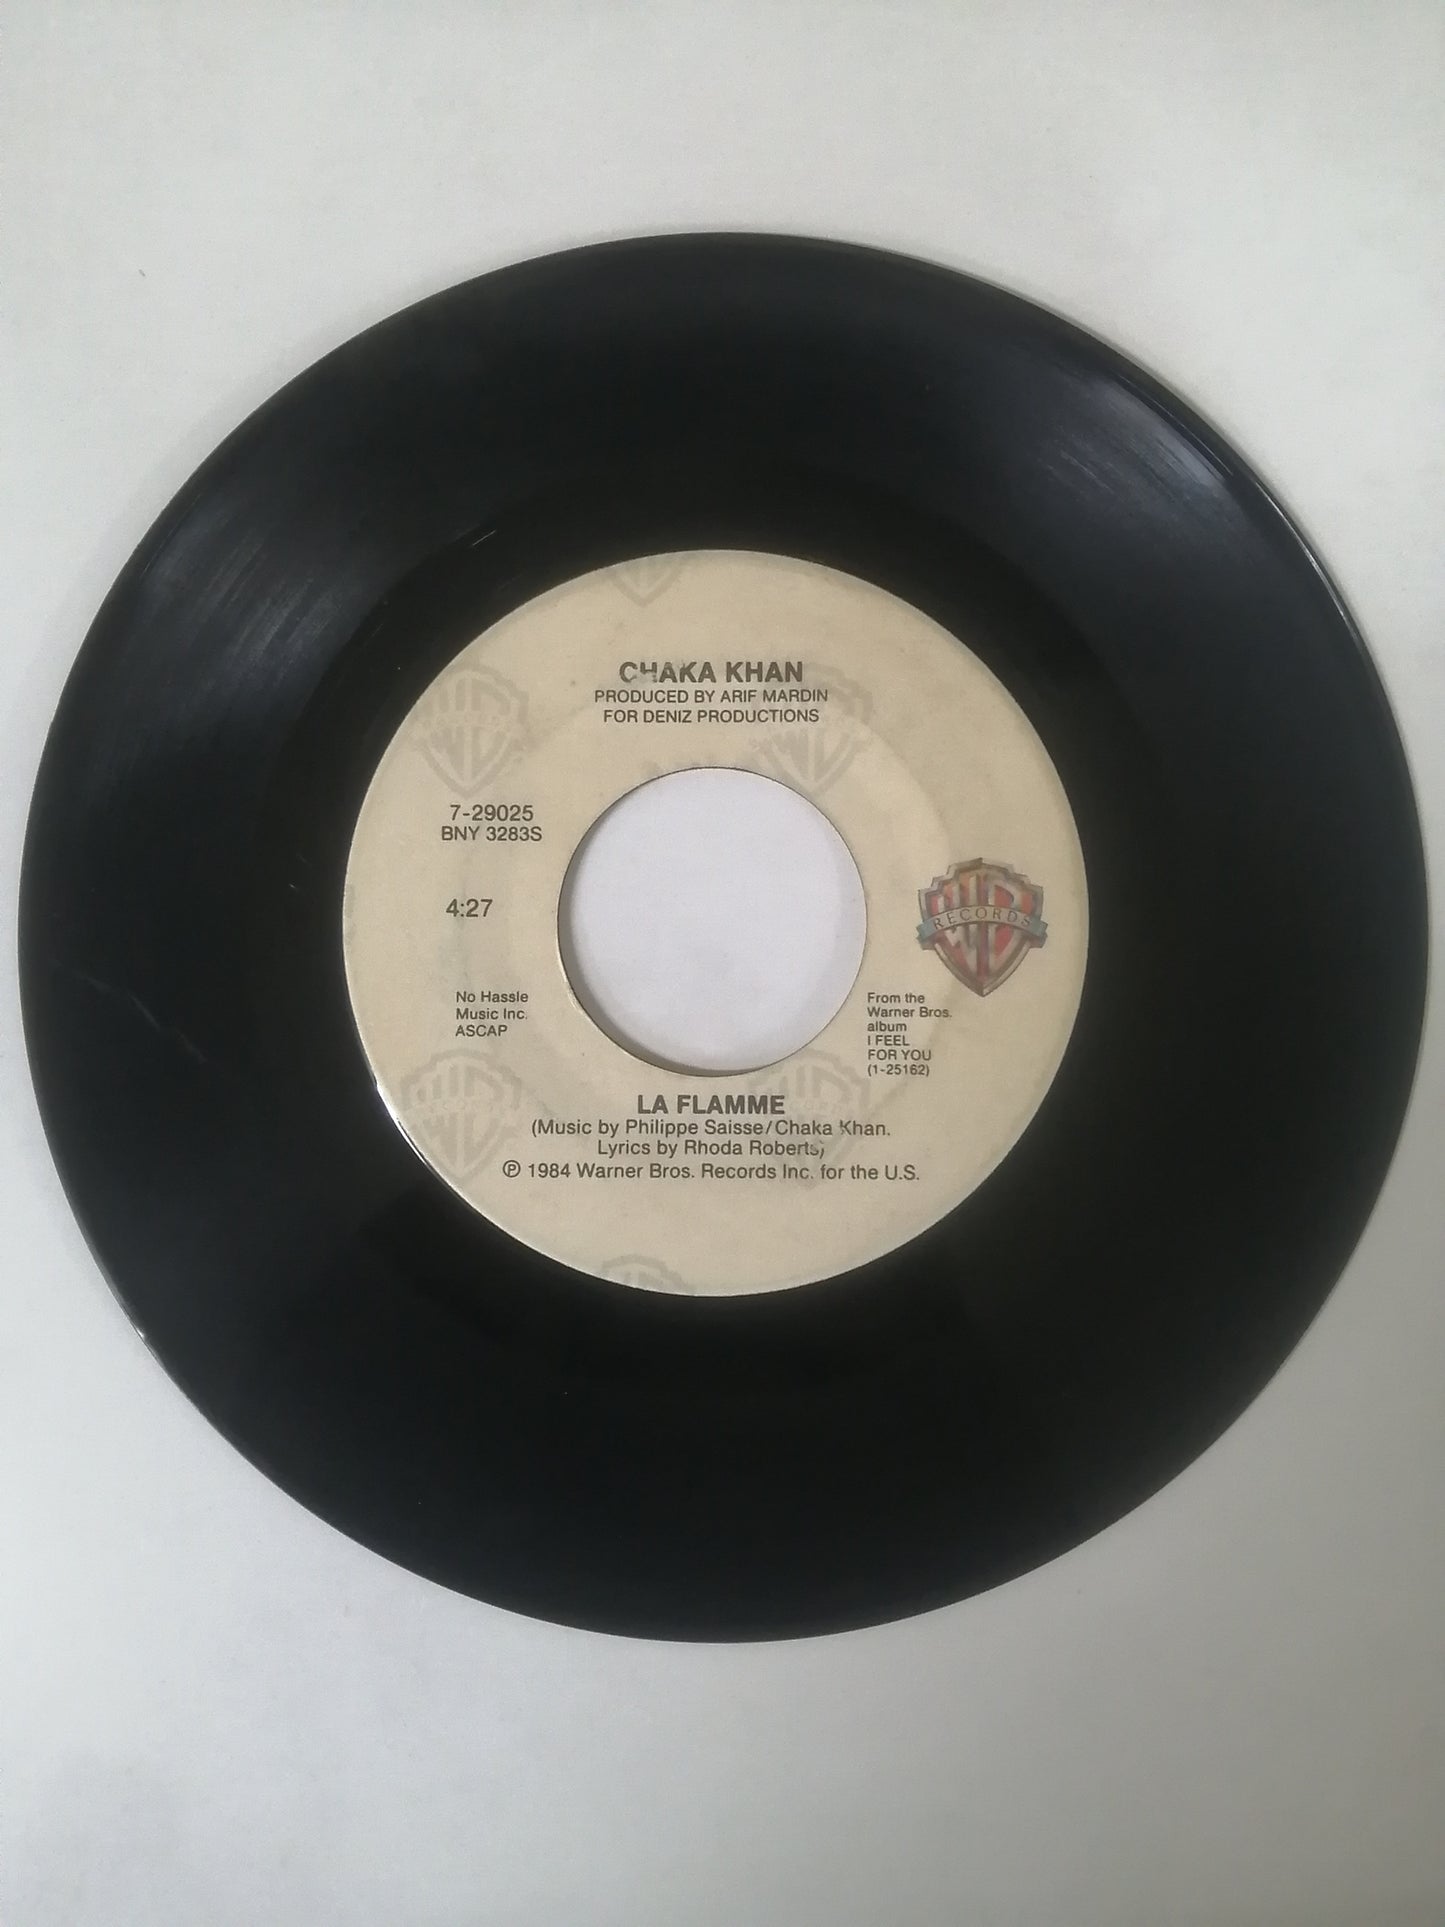 CHAKA KHAN
PRODUCED BY ARIF MARDIN
FOR DENIZ PRODUCTIONS
7-29025
BNY 3283S
4:27
No Hassle
Music Inc.
ASCAP
RECORDS
From the
Warner Bros.
album
I FEEL
FOR YOU
(1-25162)
LA FLAMME
(Music by Philippe Saisse/Chaka Khan.
Lyrics by Rhoda Roberts)
℗ 1984 Warner Bros. Records Inc. for the U.S.